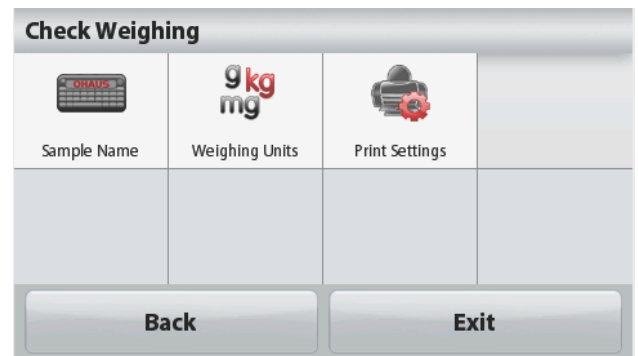 Check Weighing
OHAUS
g kg
mg
Sample Name
Weighing Units
Print Settings
Back
Exit